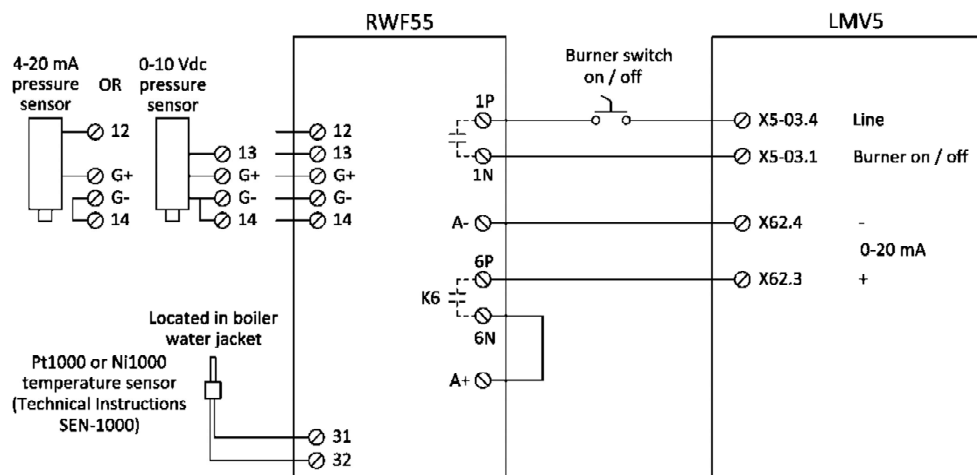 RWF55
LMV5
4-20 mA
pressure
sensor
OR
0-10 Vdc
pressure
sensor
12
G+
G-
14
13
G+
G-
14
12
13
G+
G-
14
Burner switch
on / off
1P
1N
X5-03.4 Line
X5-03.1 Burner on / off
A-
X62.4 -
0-20 mA
6P
X62.3 +
K6
6N
A+
Located in boiler
water jacket
Pt1000 or Ni1000
temperature sensor
(Technical Instructions
SEN-1000)
31
32